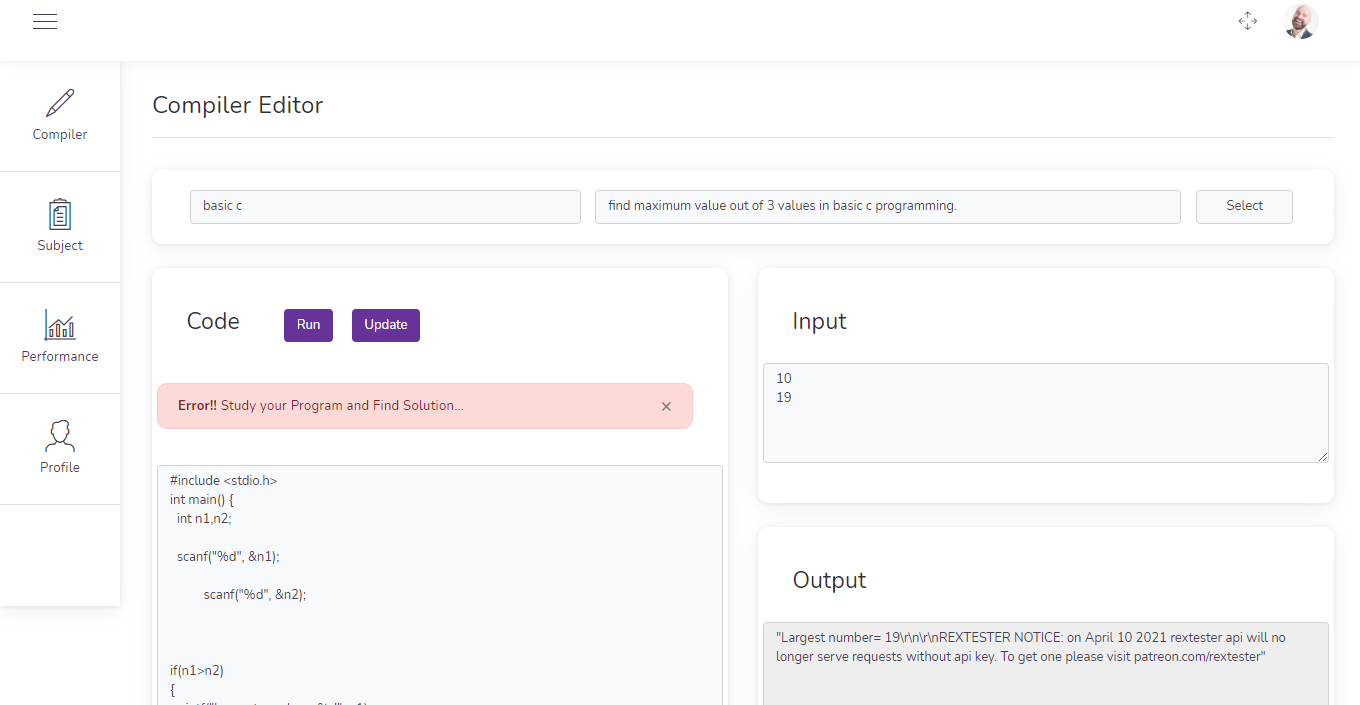 Compiler
Subject
Performance
Profile
Compiler Editor
basic c
find maximum value out of 3 values in basic c programming.
Select
Code
Run
Update
Error!! Study your Program and Find Solution...
#include <stdio.h>
int main() {
int n1,n2;
scanf("%d", &n1);
scanf("%d", &n2);
if(n1>n2)
{
Input
10
19
Output
"Largest number= 19\r\n\r\nREXTESTER NOTICE: on April 10 2021 rextester api will no
longer serve requests without api key. To get one please visit patreon.com/rextester"